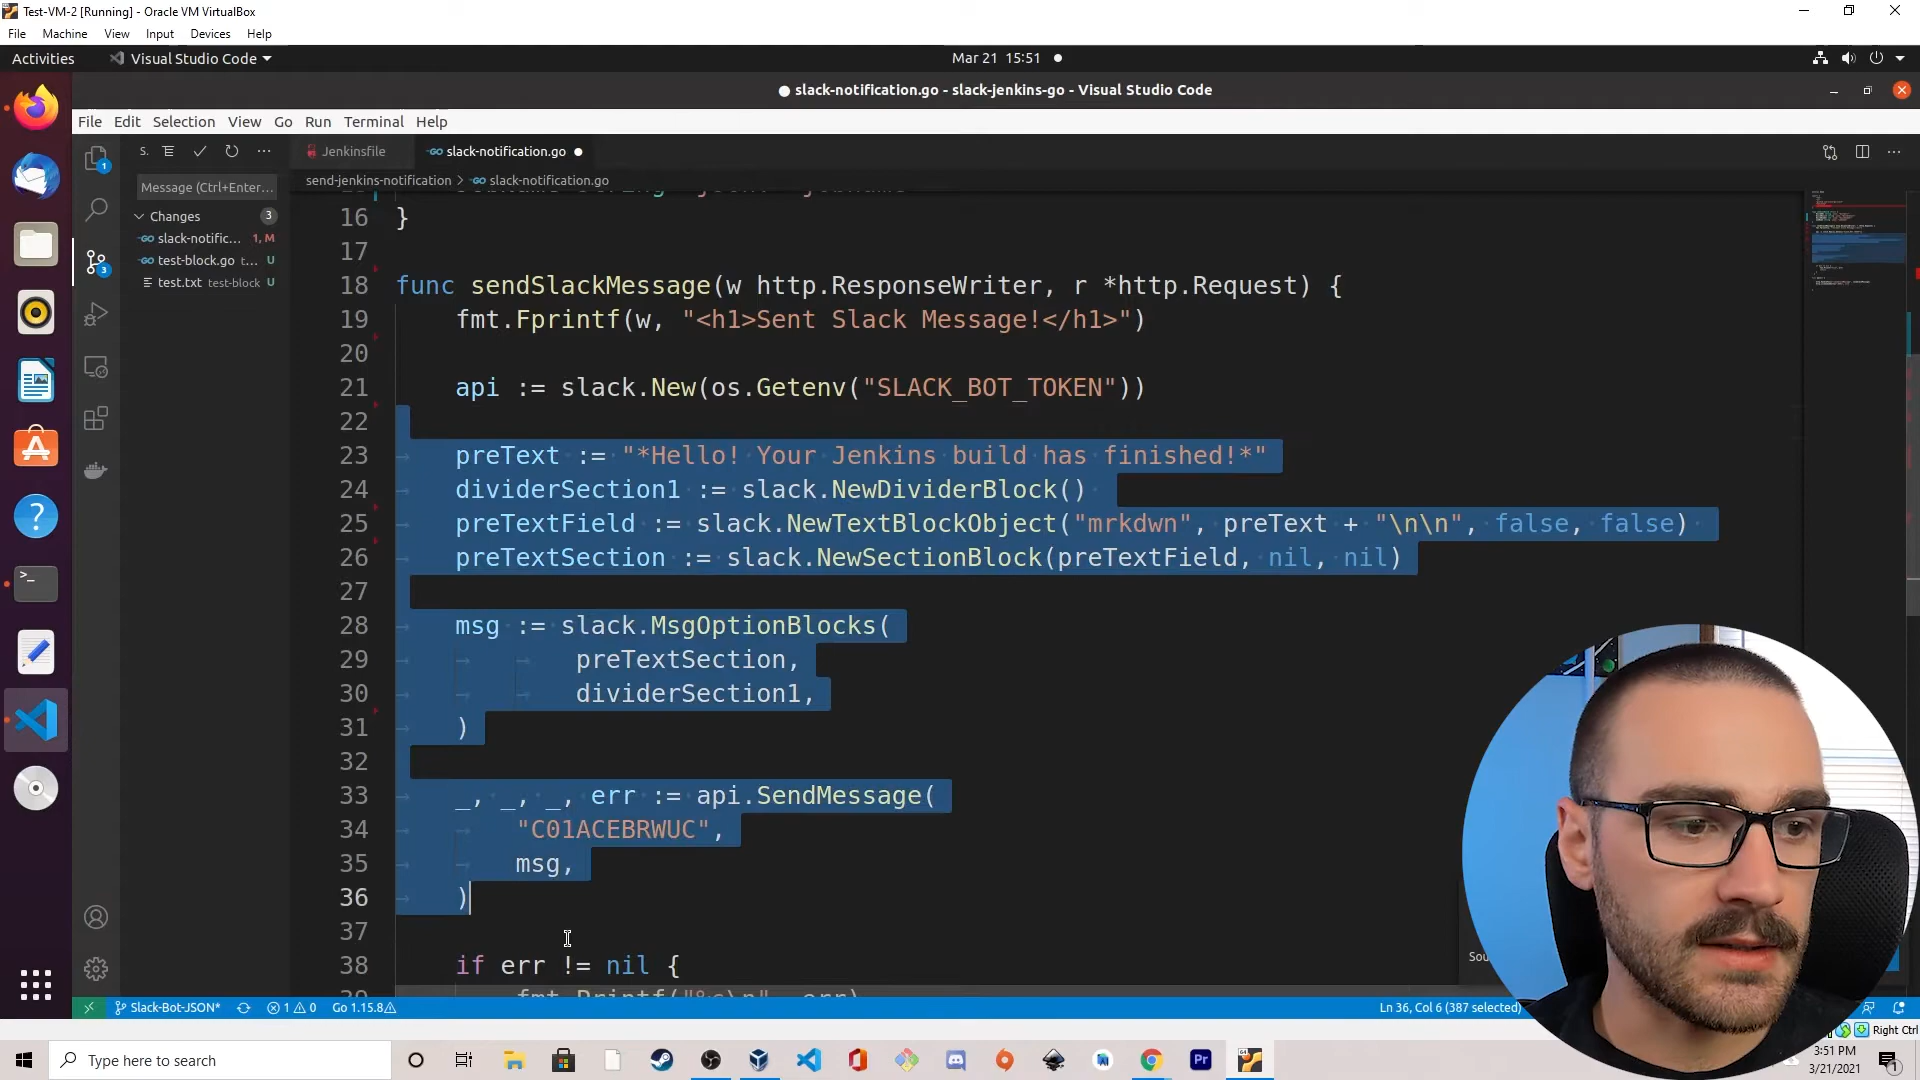 Test-VM-2 [Running] - Oracle VM VirtualBox
File Machine View Input Devices Help
Activities Visual Studio Code Mar 21 15:51
slack-notification.go - slack-jenkins-go - Visual Studio Code
File Edit Selection View Go Run Terminal Help
S. Jenkinsfile slack-notification.go
send-jenkins-notification > slack-notification.go
Message (Ctrl+Enter...
Changes 3
slack-notific... 1, M
test-block.go t... U
test.txt test-block U
16 }
17
18 func sendSlackMessage(w http.ResponseWriter, r *http.Request) {
19 fmt.Fprintf(w, "<h1>Sent Slack Message!</h1>")
20
21 api := slack.New(os.Getenv("SLACK_BOT_TOKEN"))
22
23 preText := "*Hello! Your Jenkins build has finished!*"
24 dividerSection1 := slack.NewDividerBlock()
25 preTextField := slack.NewTextBlockObject("mrkdwn", preText + "\n\n", false, false)
26 preTextSection := slack.NewSectionBlock(preTextField, nil, nil)
27
28 msg := slack.MsgOptionBlocks(
29 preTextSection,
30 dividerSection1,
31 )
32
33 _, _, _, err := api.SendMessage(
34 "C01ACEBRWUC",
35 msg,
36 )
37
38 if err != nil {
Slack-Bot-JSON* 1 0 Go 1.15.8 Ln 36, Col 6 (387 selected)
Right Ctrl
Type here to search
3:51 PM
3/21/2021